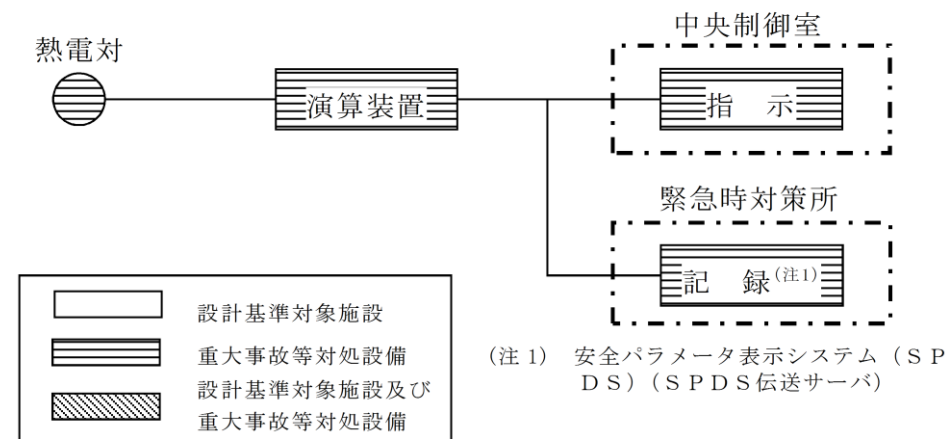 熱電対
演算装置
中央制御室
指 示
緊急時対策所
記 録(注1)
設計基準対象施設
重大事故等対処設備
設計基準対象施設及び
重大事故等対処設備
(注1) 安全パラメータ表示システム(SP
DS)(SPDS伝送サーバ)